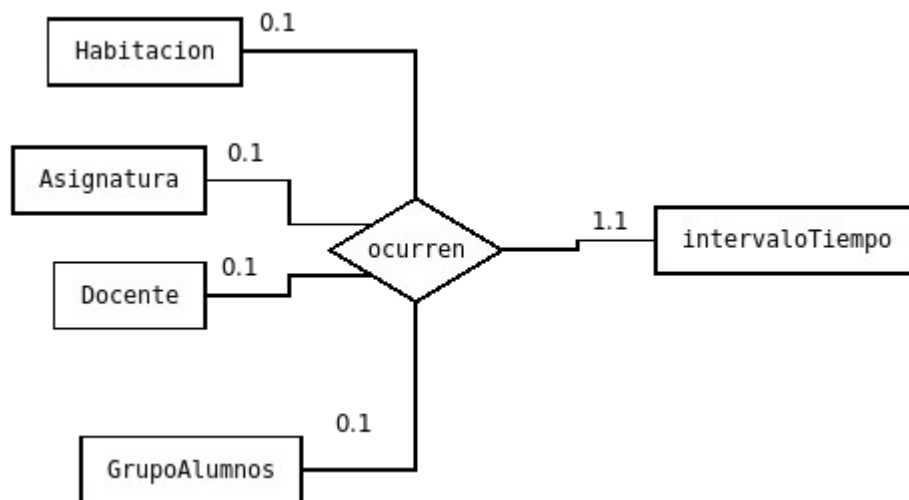 0.1
Habitacion
0.1
Asignatura
ocurren
1.1
intervaloTiempo
0.1
Docente
0.1
GrupoAlumnos